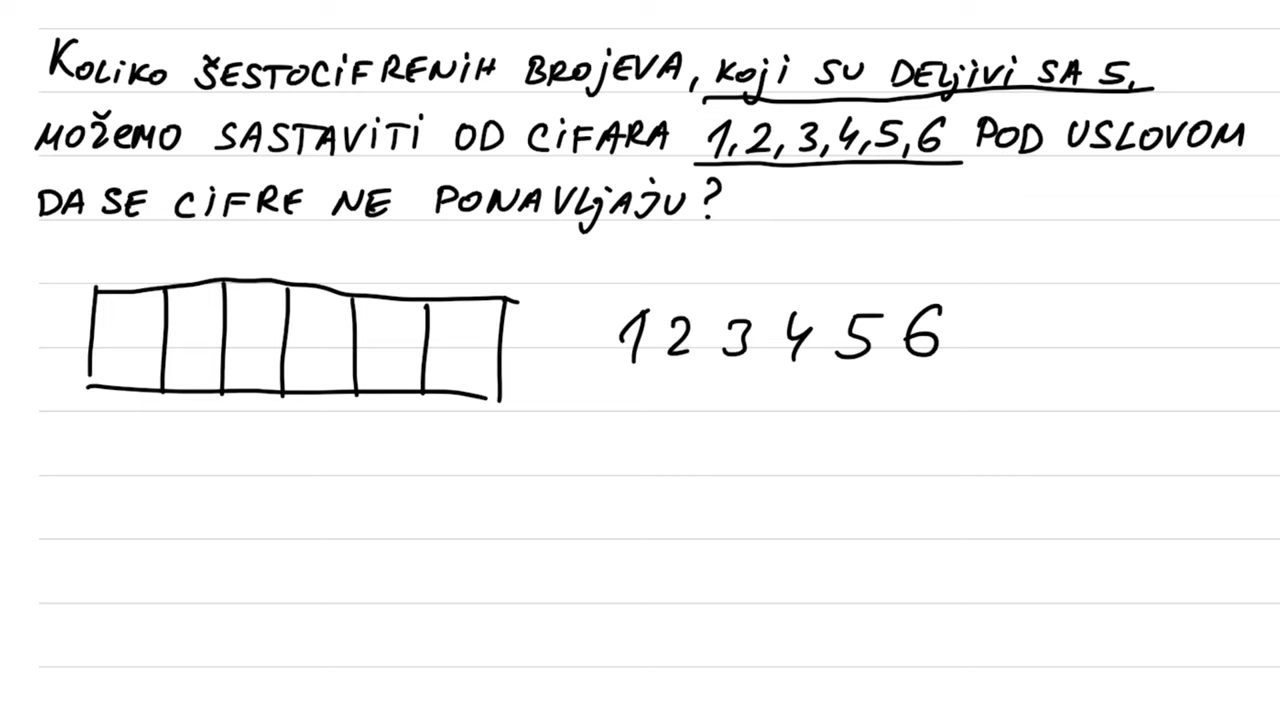 KOLIKO ŠESTOCIFRENIH BROJEVA, KOJI SU DELJIVI SA 5,
MOŽEMO SASTAVITI OD CIFARA 1,2,3,4,5,6 POD USLOVOM
DA SE CIFRE NE PONAVLJAJU?
1 2 3 4 5 6